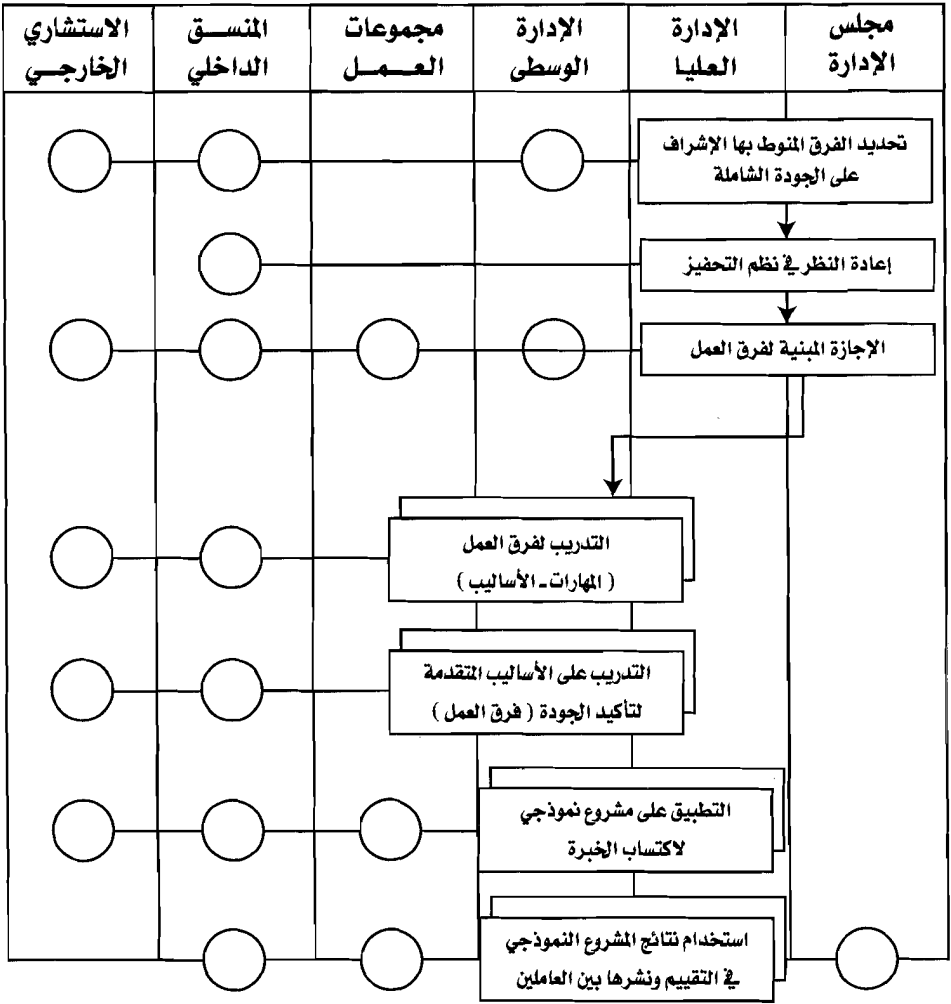 مجلس الإدارة
الإدارة العليا
الإدارة الوسطى
مجموعات العمل
المنسق الداخلي
الاستشاري الخارجي
تحديد الفرق المنوط بها الإشراف
على الجودة الشاملة
إعادة النظر في نظم التحفيز
الإجازة المبنية لفرق العمل
التدريب لفرق العمل
( المهارات - الأساليب )
التدريب على الأساليب المتقدمة
لتأكيد الجودة ( فرق العمل )
التطبيق على مشروع نموذجي
لاكتساب الخبرة
استخدام نتائج المشروع النموذجي
في التقييم ونشرها بين العاملين